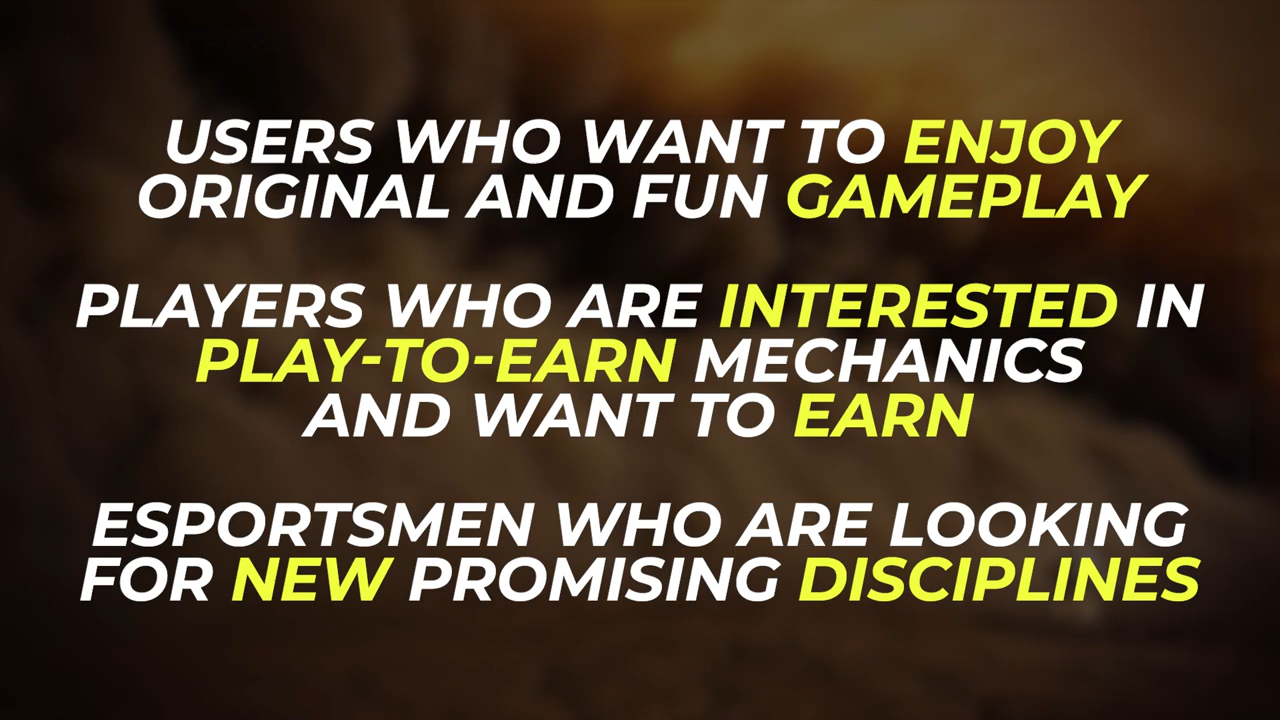 USERS WHO WANT TO ENJOY
ORIGINAL AND FUN GAMEPLAY
PLAYERS WHO ARE INTERESTED IN
PLAY-TO-EARN MECHANICS
AND WANT TO EARN
ESPORTSMEN WHO ARE LOOKING
FOR NEW PROMISING DISCIPLINES